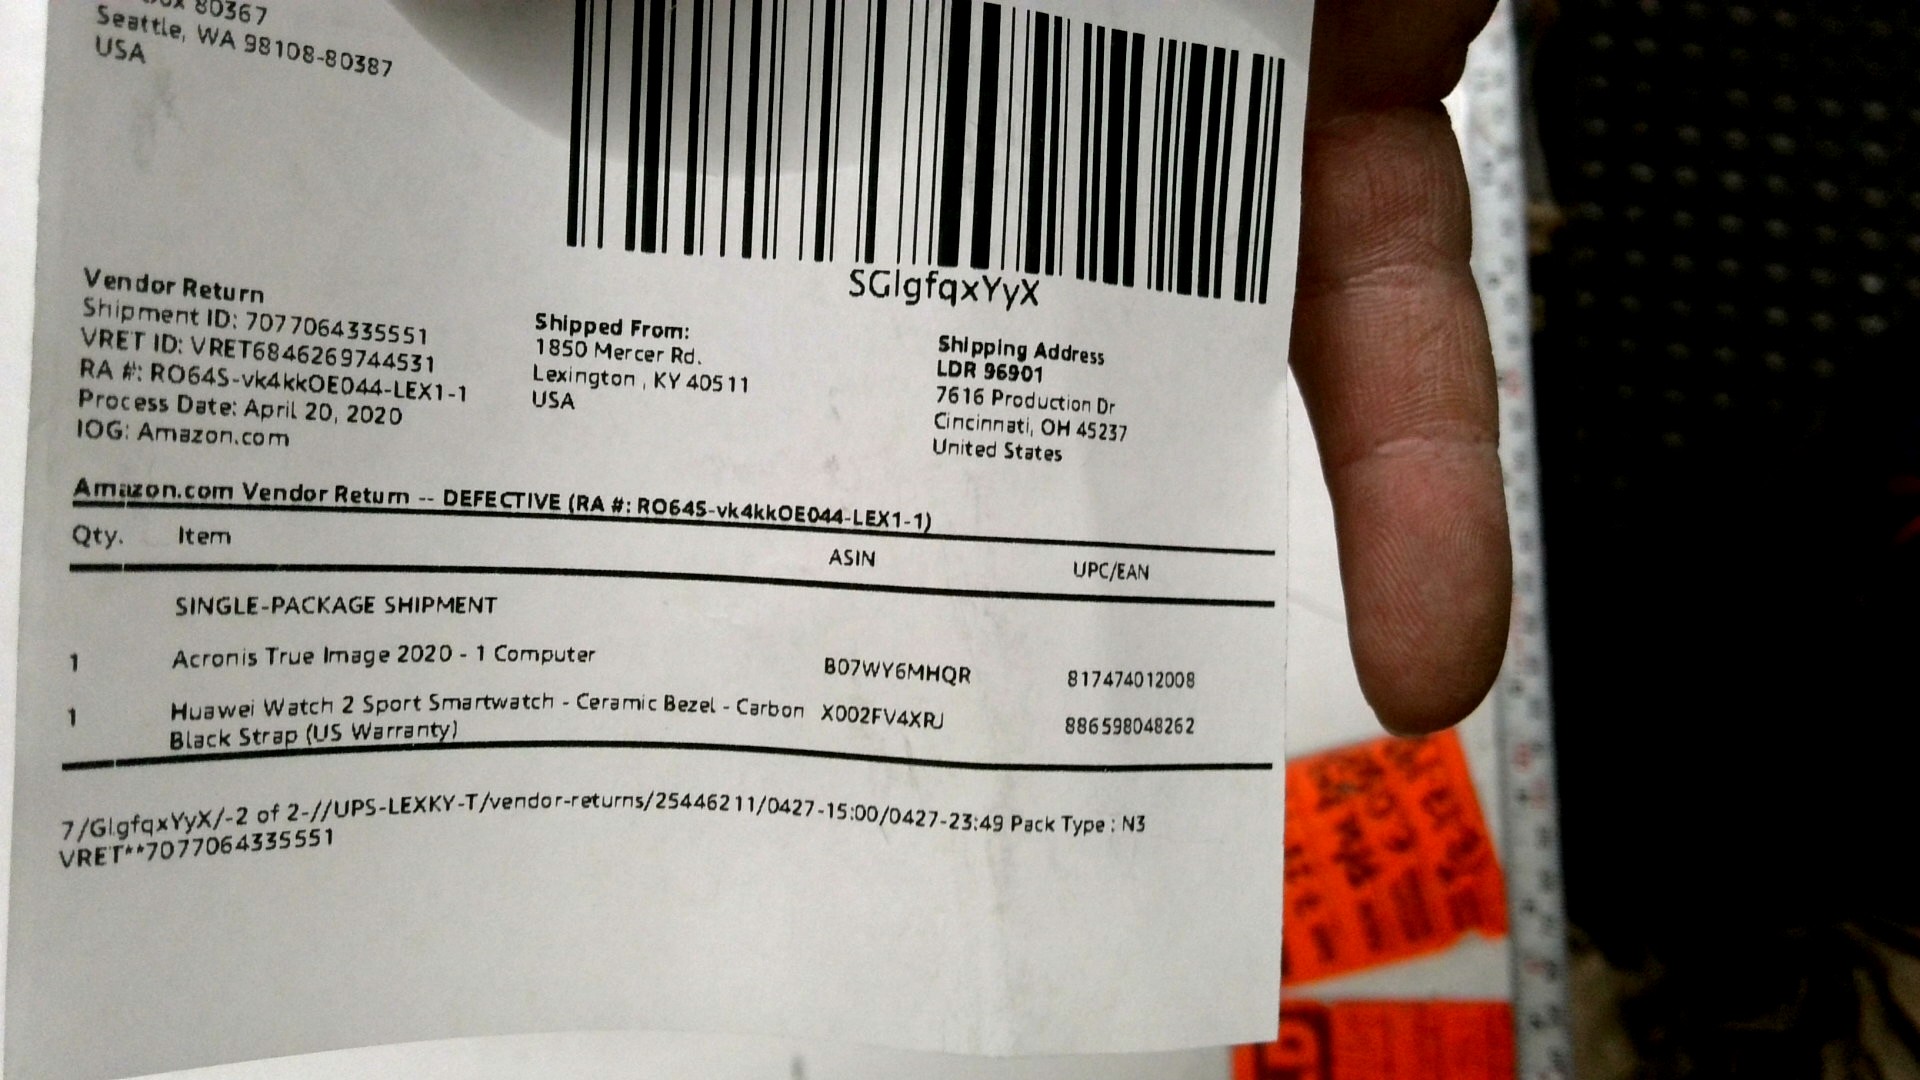 80367
Seattle, WA 98108-80387
USA
SGlgfqxYyX
Vendor Return
Shipment ID: 7077064335551
VRET ID: VRET6846269744531
RA #: RO64S-vk4kkOE044-LEX1-1
Process Date: April 20, 2020
IOG: Amazon.com
Shipped From:
1850 Mercer Rd.
Lexington , KY 40511
USA
Shipping Address
LDR 96901
7616 Production Dr
Cincinnati, OH 45237
United States
Amazon.com Vendor Return -- DEFECTIVE (RA #: RO64S-vk4kkOE044-LEX1-1)
Qty. Item ASIN UPC/EAN
SINGLE-PACKAGE SHIPMENT
1 Acronis True Image 2020 - 1 Computer B07WY6MHQR 817474012008
1 Huawei Watch 2 Sport Smartwatch - Ceramic Bezel - Carbon X002FV4XRJ 886598048262
Black Strap (US Warranty)
7/GlgfqxYyX/-2 of 2-//UPS-LEXKY-T/vendor-returns/25446211/0427-15:00/0427-23:49 Pack Type : N3
VRET**7077064335551